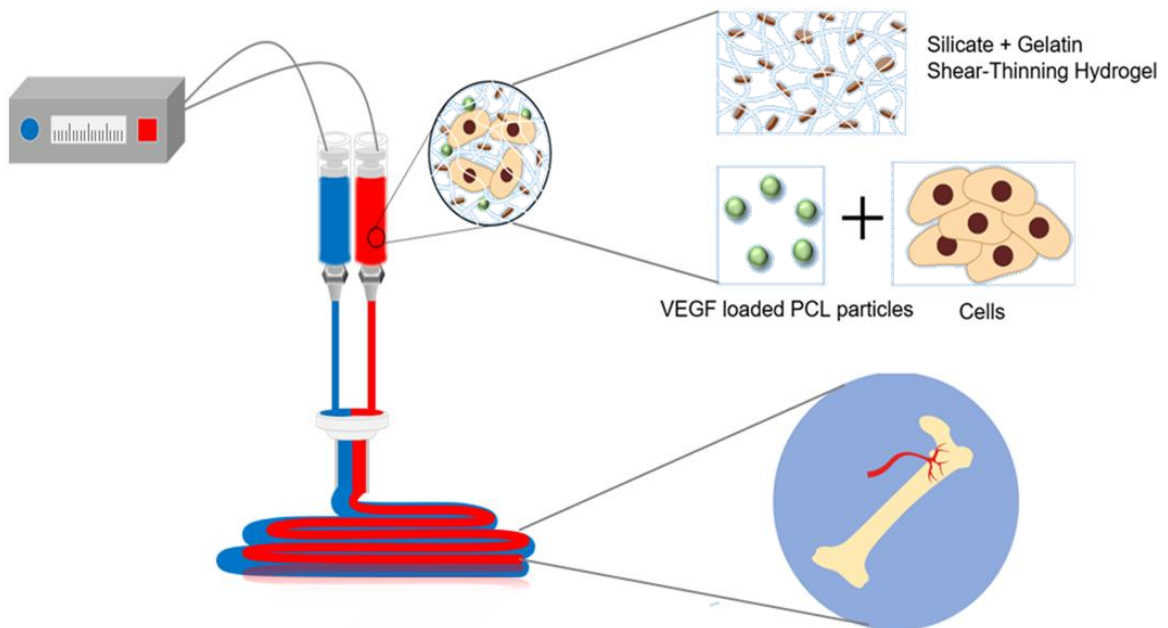 Silicate + Gelatin
Shear-Thinning Hydrogel
VEGF loaded PCL particles
Cells